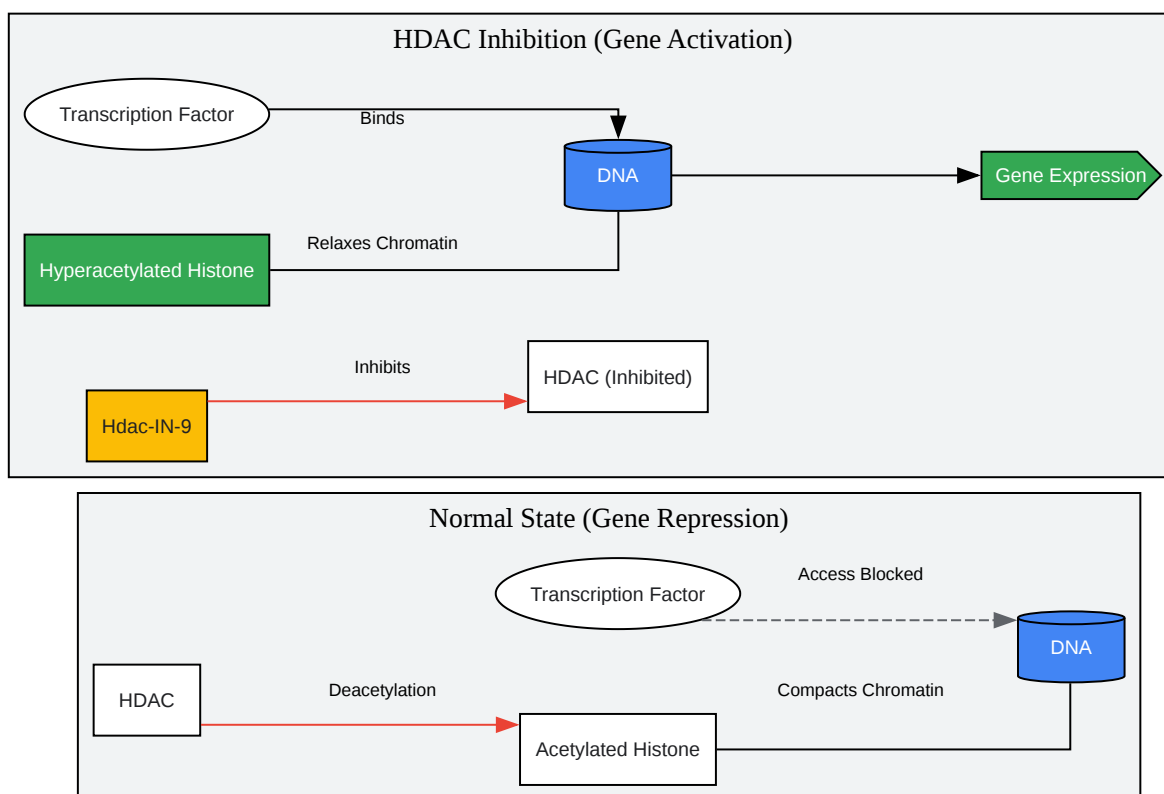 HDAC Inhibition (Gene Activation)
Transcription Factor
Binds
DNA
Gene Expression
Hyperacetylated Histone
Relaxes Chromatin
Inhibits
HDAC (Inhibited)
Hdac-IN-9
Normal State (Gene Repression)
Transcription Factor
Access Blocked
DNA
HDAC
Deacetylation
Compacts Chromatin
Acetylated Histone